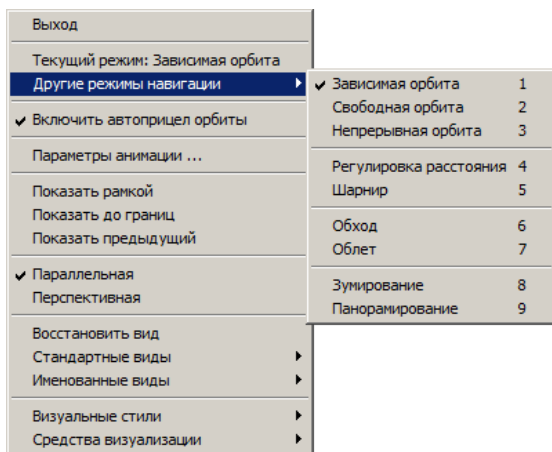 Выход
Текущий режим: Зависимая орбита
Другие режимы навигации
Включить автоприцел орбиты
Параметры анимации ...
Показать рамкой
Показать до границ
Показать предыдущий
Параллельная
Перспективная
Восстановить вид
Стандартные виды
Именованные виды
Визуальные стили
Средства визуализации
Зависимая орбита 1
Свободная орбита 2
Непрерывная орбита 3
Регулировка расстояния 4
Шарнир 5
Обход 6
Облет 7
Зумирование 8
Панорамирование 9